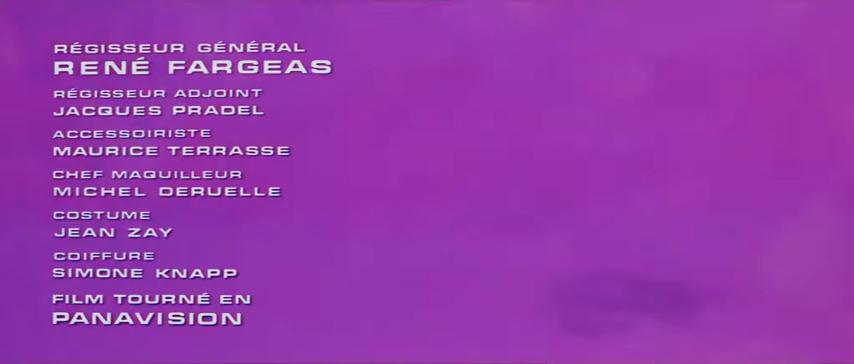 RÉGISSEUR GÉNÉRAL
RENÉ FARGEAS
RÉGISSEUR ADJOINT
JACQUES PRADEL
ACCESSOIRISTE
MAURICE TERRASSE
CHEF MAQUILLEUR
MICHEL DERUELLE
COSTUME
JEAN ZAY
COIFFURE
SIMONE KNAPP
FILM TOURNÉ EN
PANAVISION